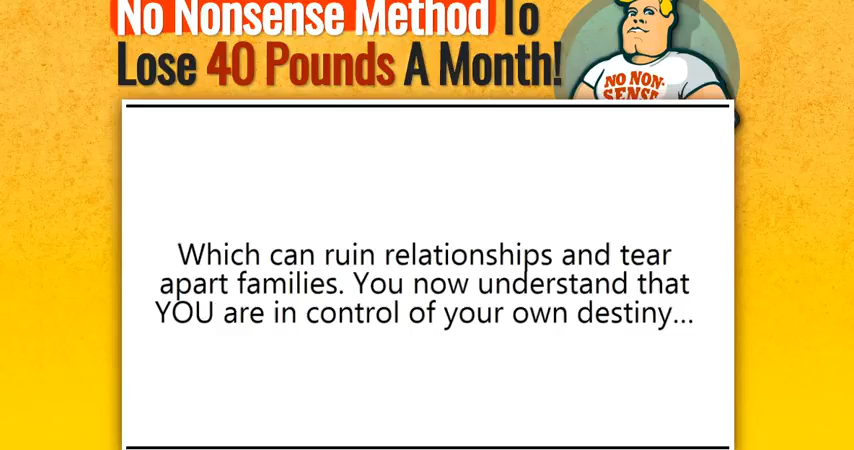 No Nonsense Method To
Lose 40 Pounds A Month!
NO NON-
SENSE
Which can ruin relationships and tear
apart families. You now understand that
YOU are in control of your own destiny...